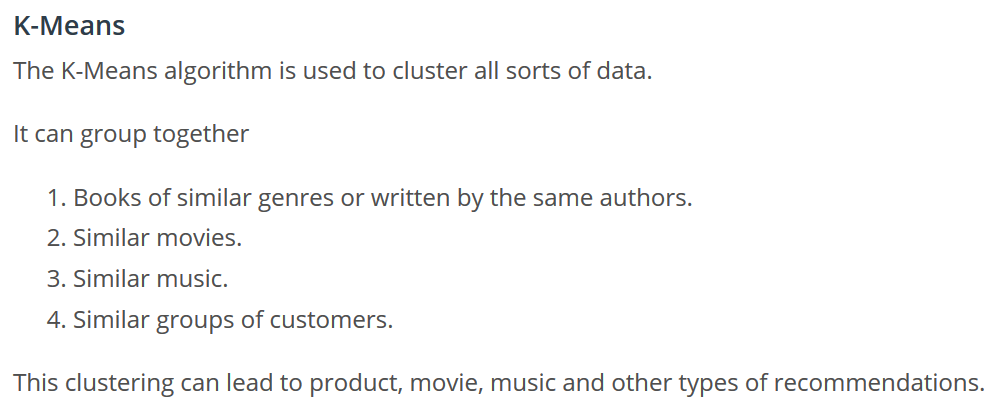 K-Means
The K-Means algorithm is used to cluster all sorts of data.
It can group together
1. Books of similar genres or written by the same authors.
2. Similar movies.
3. Similar music.
4. Similar groups of customers.
This clustering can lead to product, movie, music and other types of recommendations.